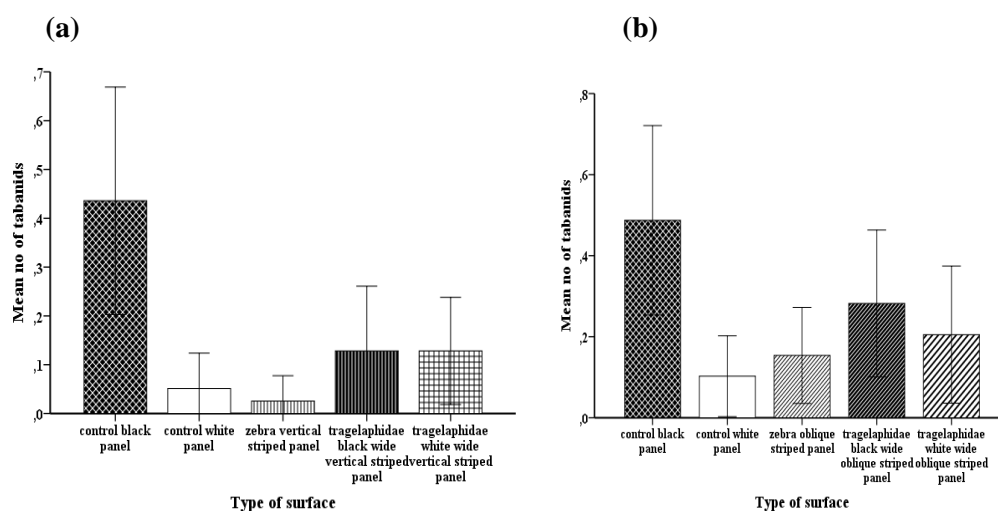 (a)
Mean no of tabanids
,7
,6
,5
,4
,3
,2
,1
,0
control black
panel
control white
panel
zebra vertical
striped panel
tragelaphidae
black wide
vertical striped
panel
tragelaphidae
white wide
vertical striped
panel
Type of surface
(b)
Mean no of tabanids
,8
,6
,4
,2
,0
control black
panel
control white
panel
zebra oblique
striped panel
tragelaphidae
black wide
oblique striped
panel
tragelaphidae
white wide
oblique striped
panel
Type of surface